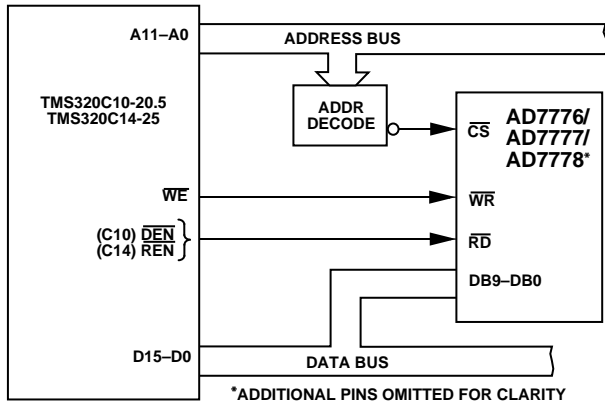 A11–A0
ADDRESS BUS
TMS320C10-20.5
TMS320C14-25
ADDR
DECODE
CS
AD7776/
AD7777/
AD7778*
WE
WR
(C10) DEN
(C14) REN
RD
DB9–DB0
D15–D0
DATA BUS
*ADDITIONAL PINS OMITTED FOR CLARITY